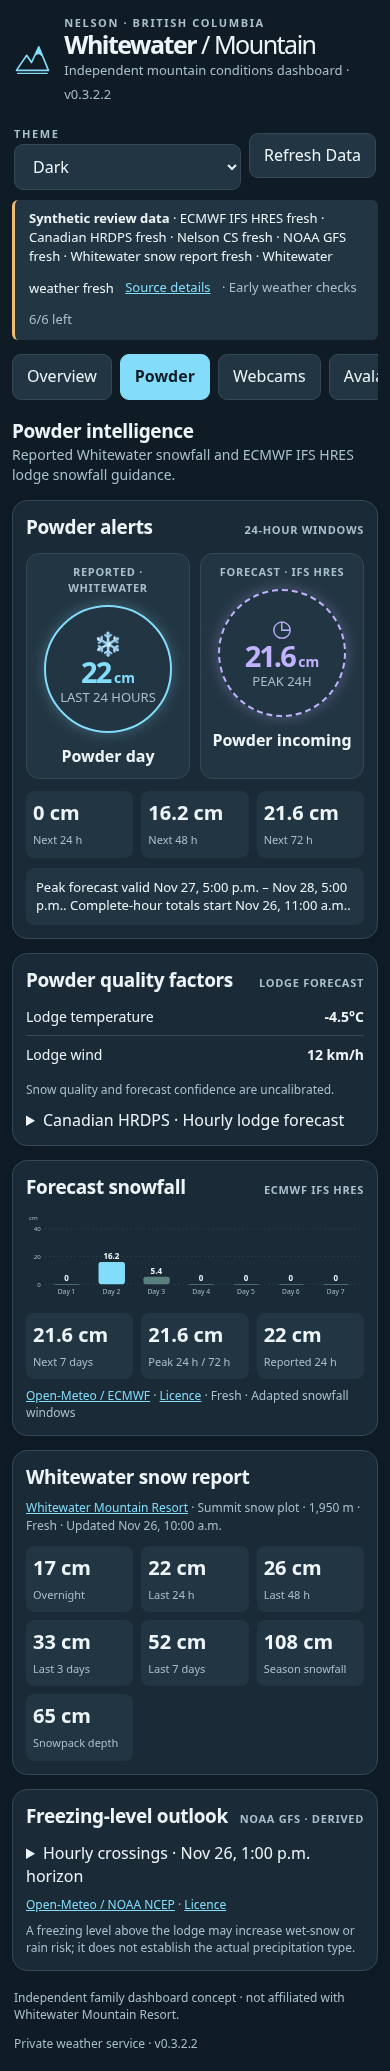 NELSON · BRITISH COLUMBIA
Whitewater / Mountain
Independent mountain conditions dashboard ·
v0.3.2.2
THEME
Dark
Refresh Data
Synthetic review data · ECMWF IFS HRES fresh ·
Canadian HRDPS fresh · Nelson CS fresh · NOAA GFS
fresh · Whitewater snow report fresh · Whitewater
weather fresh Source details · Early weather checks
6/6 left
Overview
Powder
Webcams
Avala
Powder intelligence
Reported Whitewater snowfall and ECMWF IFS HRES
lodge snowfall guidance.
Powder alerts
24-HOUR WINDOWS
REPORTED ·
WHITEWATER
22 cm
LAST 24 HOURS
Powder day
FORECAST · IFS HRES
21.6 cm
PEAK 24H
Powder incoming
0 cm
Next 24 h
16.2 cm
Next 48 h
21.6 cm
Next 72 h
Peak forecast valid Nov 27, 5:00 p.m. – Nov 28, 5:00
p.m.. Complete-hour totals start Nov 26, 11:00 a.m..
Powder quality factors
LODGE FORECAST
Lodge temperature
-4.5°C
Lodge wind
12 km/h
Snow quality and forecast confidence are uncalibrated.
Canadian HRDPS · Hourly lodge forecast
Forecast snowfall
ECMWF IFS HRES
cm
40
20
0
0
16.2
5.4
0
0
0
0
Day 1
Day 2
Day 3
Day 4
Day 5
Day 6
Day 7
21.6 cm
Next 7 days
21.6 cm
Peak 24 h / 72 h
22 cm
Reported 24 h
Open-Meteo / ECMWF · Licence · Fresh · Adapted snowfall
windows
Whitewater snow report
Whitewater Mountain Resort · Summit snow plot · 1,950 m ·
Fresh · Updated Nov 26, 10:00 a.m.
17 cm
Overnight
22 cm
Last 24 h
26 cm
Last 48 h
33 cm
Last 3 days
52 cm
Last 7 days
108 cm
Season snowfall
65 cm
Snowpack depth
Freezing-level outlook
NOAA GFS · DERIVED
Hourly crossings · Nov 26, 1:00 p.m.
horizon
Open-Meteo / NOAA NCEP · Licence
A freezing level above the lodge may increase wet-snow or
rain risk; it does not establish the actual precipitation type.
Independent family dashboard concept · not affiliated with
Whitewater Mountain Resort.
Private weather service · v0.3.2.2